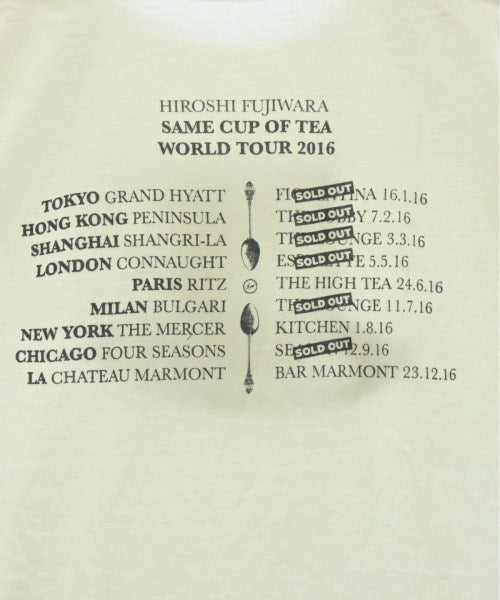 HIROSHI FUJIWARA
SAME CUP OF TEA
WORLD TOUR 2016
TOKYO GRAND HYATT SOLD OUT 16.1.16
HONG KONG PENINSULA SOLD OUT 7.2.16
SHANGHAI SHANGRI-LA SOLD OUT 3.3.16
LONDON CONNAUGHT SOLD OUT 5.5.16
PARIS RITZ THE HIGH TEA 24.6.16
MILAN BULGARI SOLD OUT 11.7.16
NEW YORK THE MERCER KITCHEN 1.8.16
CHICAGO FOUR SEASONS SOLD OUT 2.9.16
LA CHATEAU MARMONT BAR MARMONT 23.12.16